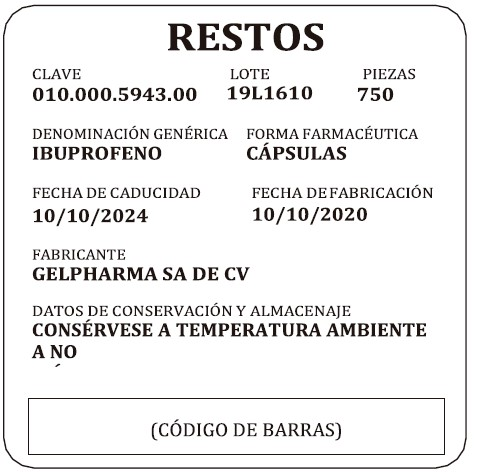 RESTOS
CLAVE LOTE PIEZAS
010.000.5943.00 19L1610 750
DENOMINACIÓN GENÉRICA FORMA FARMACÉUTICA
IBUPROFENO CÁPSULAS
FECHA DE CADUCIDAD FECHA DE FABRICACIÓN
10/10/2024 10/10/2020
FABRICANTE
GELPHARMA SA DE CV
DATOS DE CONSERVACIÓN Y ALMACENAJE
CONSÉRVESE A TEMPERATURA AMBIENTE
A NO
(CÓDIGO DE BARRAS)